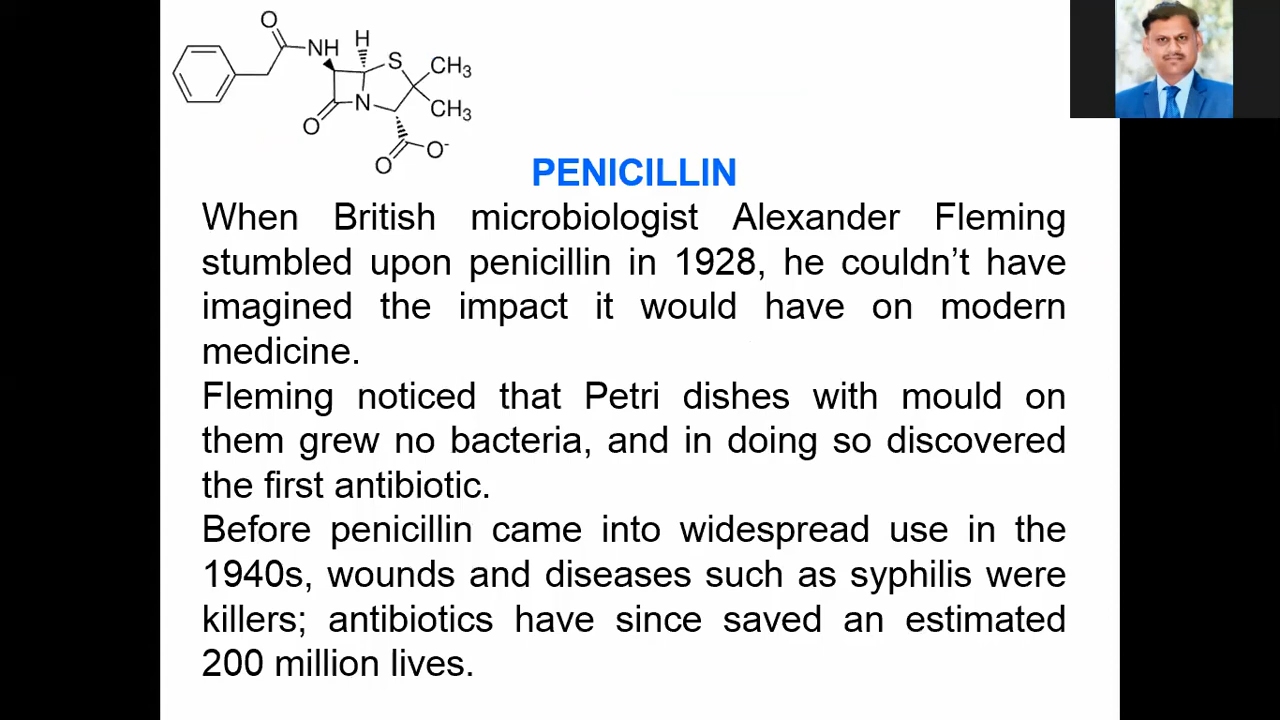 O
NH
H
S
CH3
N
CH3
O
O
O-
PENICILLIN
When British microbiologist Alexander Fleming
stumbled upon penicillin in 1928, he couldn’t have
imagined the impact it would have on modern
medicine.
Fleming noticed that Petri dishes with mould on
them grew no bacteria, and in doing so discovered
the first antibiotic.
Before penicillin came into widespread use in the
1940s, wounds and diseases such as syphilis were
killers; antibiotics have since saved an estimated
200 million lives.